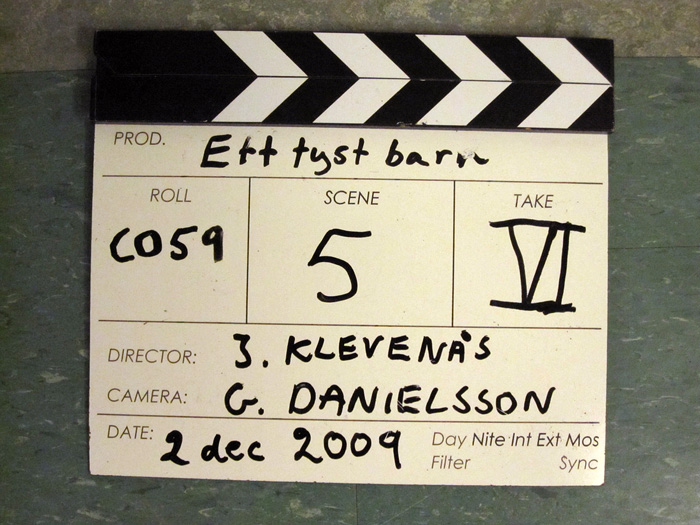 PROD. Ett tyst barn
ROLL SCENE TAKE
C059 5 VI
DIRECTOR: J. KLEVENÅS
CAMERA: G. DANIELSSON
DATE: 2 dec 2009 Day Nite Int Ext Mos
Filter Sync